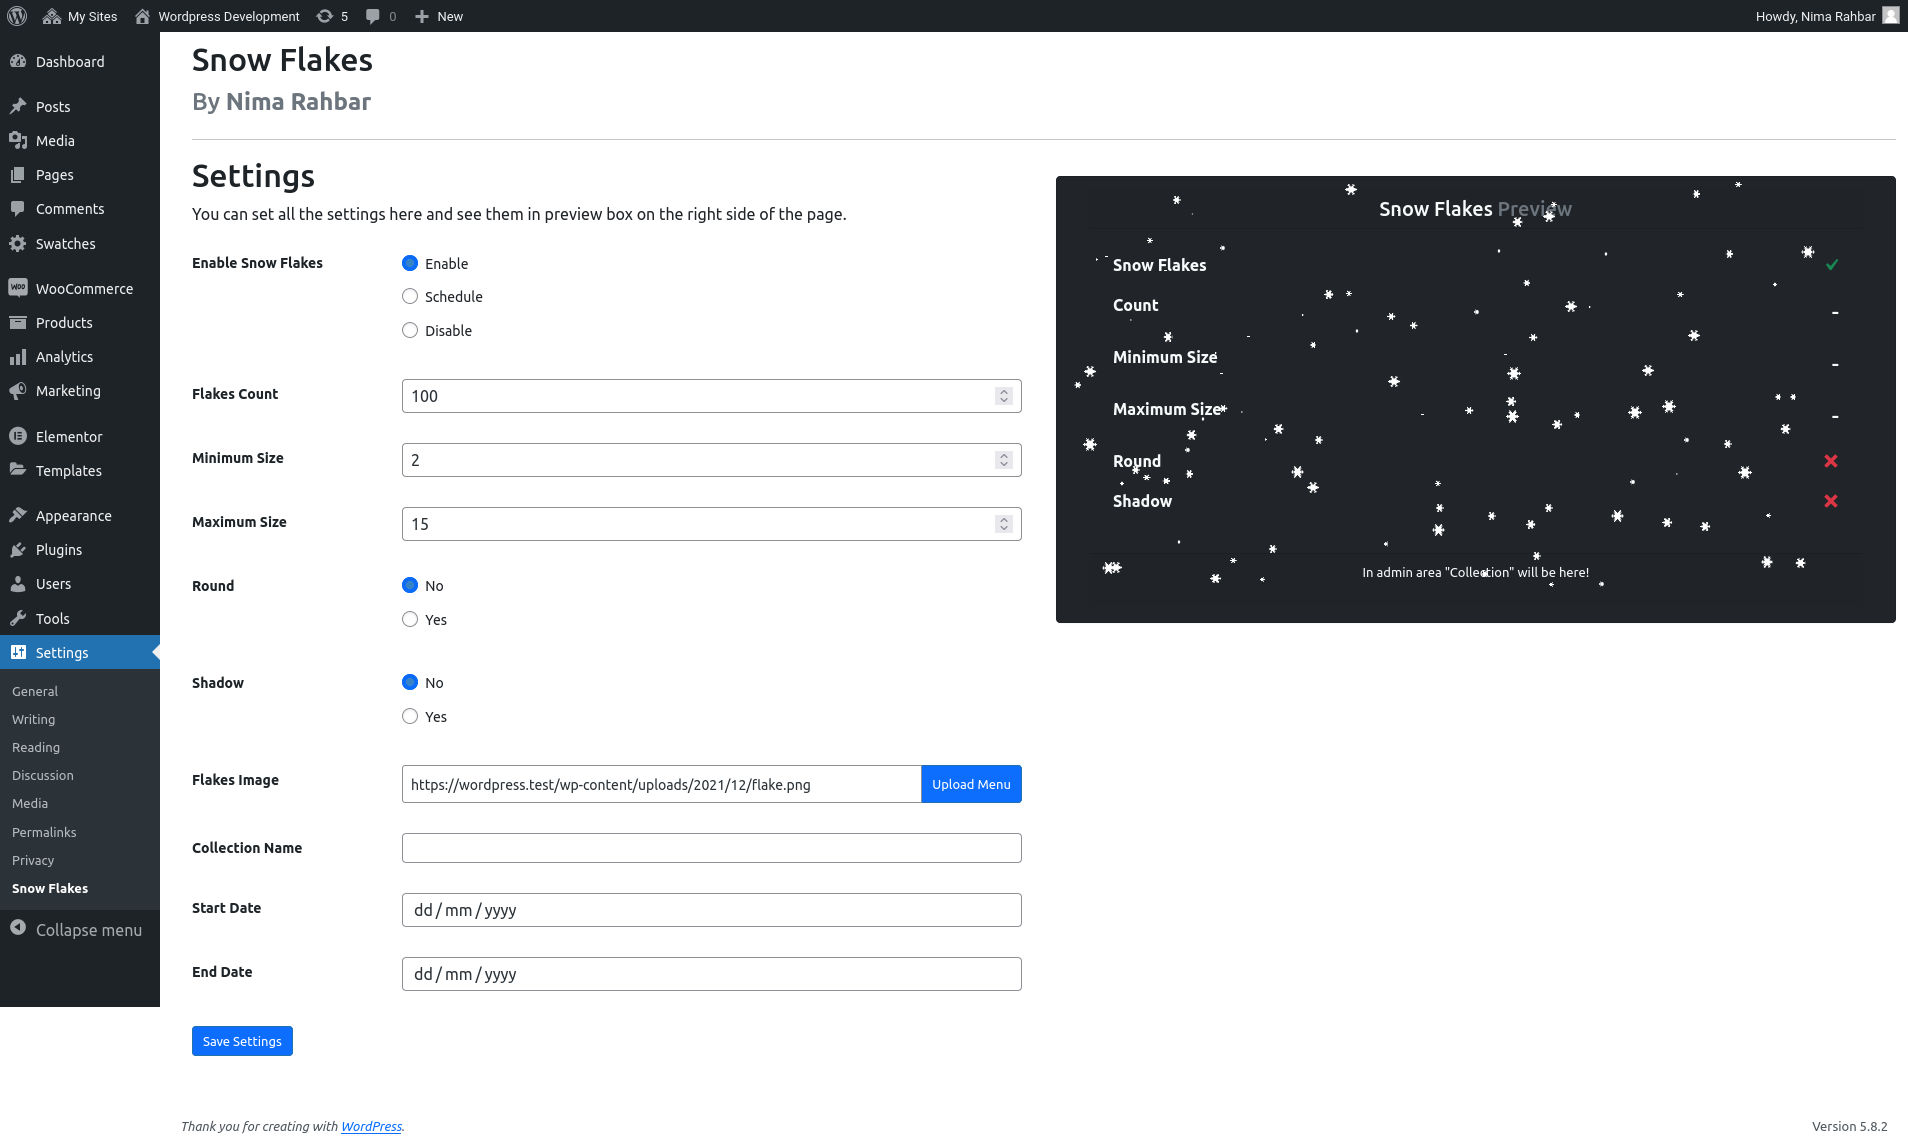 My Sites Wordpress Development 5 0 New Howdy, Nima Rahbar
Dashboard
Posts
Media
Pages
Comments
Swatches
WooCommerce
Products
Analytics
Marketing
Elementor
Templates
Appearance
Plugins
Users
Tools
Settings
General
Writing
Reading
Discussion
Media
Permalinks
Privacy
Snow Flakes
Collapse menu
Snow Flakes
By Nima Rahbar
Settings
You can set all the settings here and see them in preview box on the right side of the page.
Enable Snow Flakes
Enable
Schedule
Disable
Flakes Count
100
Minimum Size
2
Maximum Size
15
Round
No
Yes
Shadow
No
Yes
Flakes Image
https://wordpress.test/wp-content/uploads/2021/12/flake.png
Upload Menu
Collection Name
Start Date
dd / mm / yyyy
End Date
dd / mm / yyyy
Save Settings
Snow Flakes Preview
Snow Flakes
Count -
Minimum Size -
Maximum Size -
Round
Shadow
In admin area "Collection" will be here!
Thank you for creating with WordPress.
Version 5.8.2